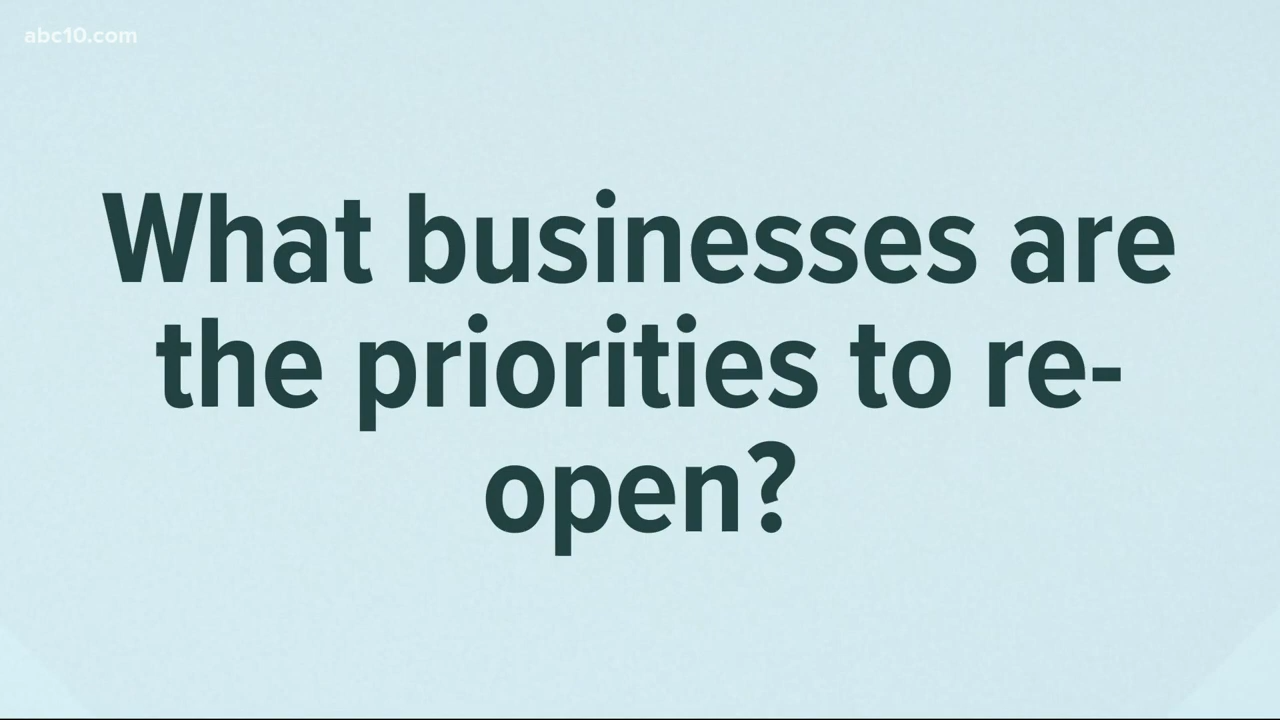 abc10.com
What businesses are
the priorities to re-
open?